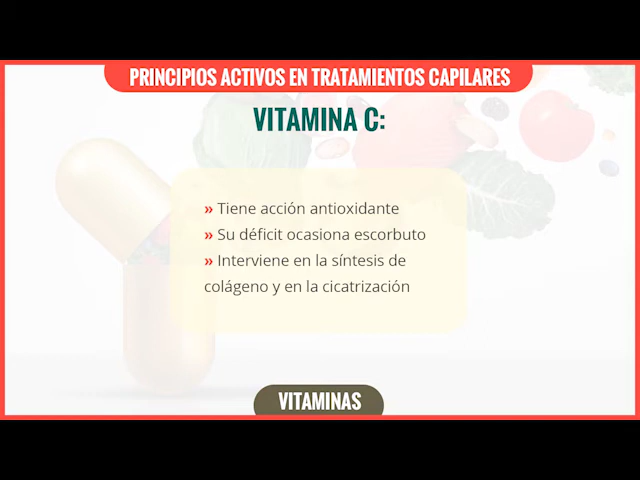 PRINCIPIOS ACTIVOS EN TRATAMIENTOS CAPILARES
VITAMINA C:
» Tiene acción antioxidante
» Su déficit ocasiona escorbuto
» Interviene en la síntesis de
colágeno y en la cicatrización
VITAMINAS